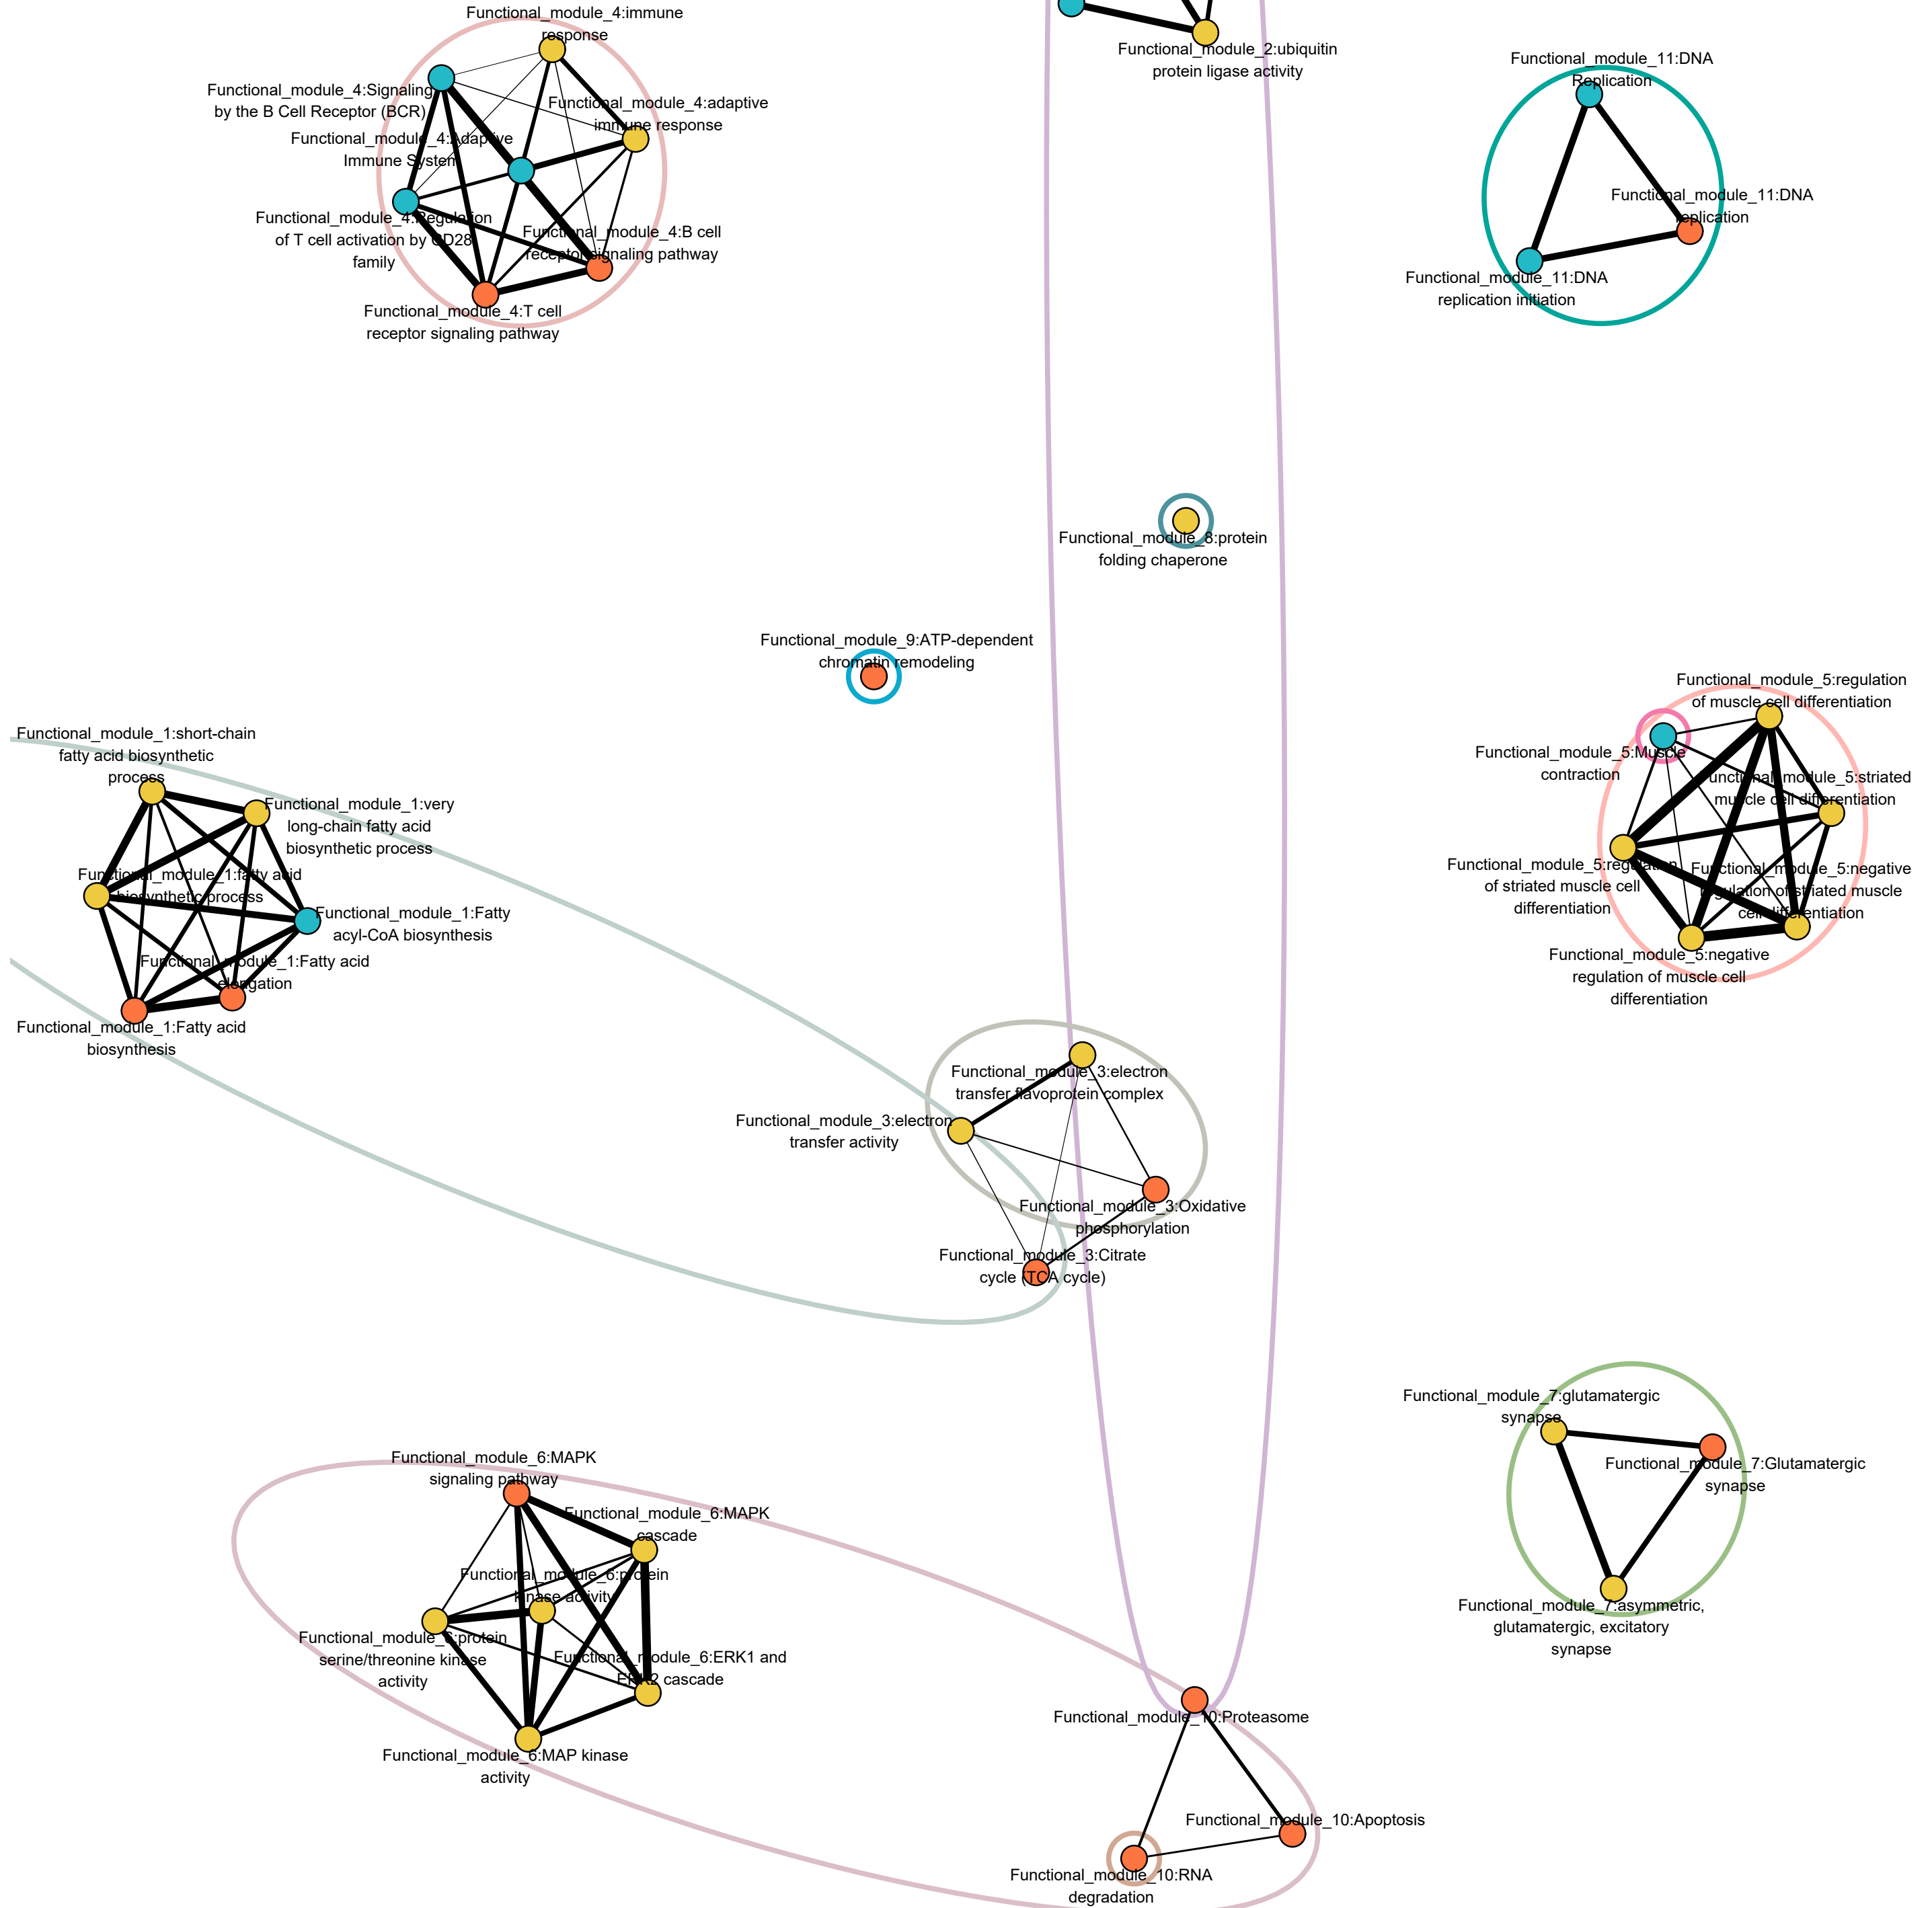 Functional_module_4:immune
response
Functional_module_2:ubiquitin
protein ligase activity
Functional_module_11:DNA
Replication
Functional_module_4:Signaling
by the B Cell Receptor (BCR)
Functional_module_4:adaptive
immune response
Functional_module_4:Adaptive
Immune System
Functional_module_11:DNA
replication
Functional_module_4:Regulation
of T cell activation by CD28
family
Functional_module_4:B cell
receptor signaling pathway
Functional_module_11:DNA
replication initiation
Functional_module_4:T cell
receptor signaling pathway
Functional_module_8:protein
folding chaperone
Functional_module_9:ATP-dependent
chromatin remodeling
Functional_module_5:regulation
of muscle cell differentiation
Functional_module_1:short-chain
fatty acid biosynthetic
process
Functional_module_5:Muscle
contraction
Functional_module_5:striated
muscle cell differentiation
Functional_module_1:very
long-chain fatty acid
biosynthetic process
Functional_module_1:fatty acid
biosynthetic process
Functional_module_5:regulation
of striated muscle cell
differentiation
Functional_module_5:negative
regulation of striated muscle
cell differentiation
Functional_module_1:Fatty
acyl-CoA biosynthesis
Functional_module_1:Fatty acid
elongation
Functional_module_5:negative
regulation of muscle cell
differentiation
Functional_module_1:Fatty acid
biosynthesis
Functional_module_3:electron
transfer flavoprotein complex
Functional_module_3:electron
transfer activity
Functional_module_3:Oxidative
phosphorylation
Functional_module_3:Citrate
cycle (TCA cycle)
Functional_module_7:glutamatergic
synapse
Functional_module_6:MAPK
signaling pathway
Functional_module_7:Glutamatergic
synapse
Functional_module_6:MAPK
cascade
Functional_module_6:protein
kinase activity
Functional_module_7:asymmetric,
glutamatergic, excitatory
synapse
Functional_module_6:protein
serine/threonine kinase
activity
Functional_module_6:ERK1 and
ERK2 cascade
Functional_module_10:Proteasome
Functional_module_6:MAP kinase
activity
Functional_module_10:Apoptosis
Functional_module_10:RNA
degradation